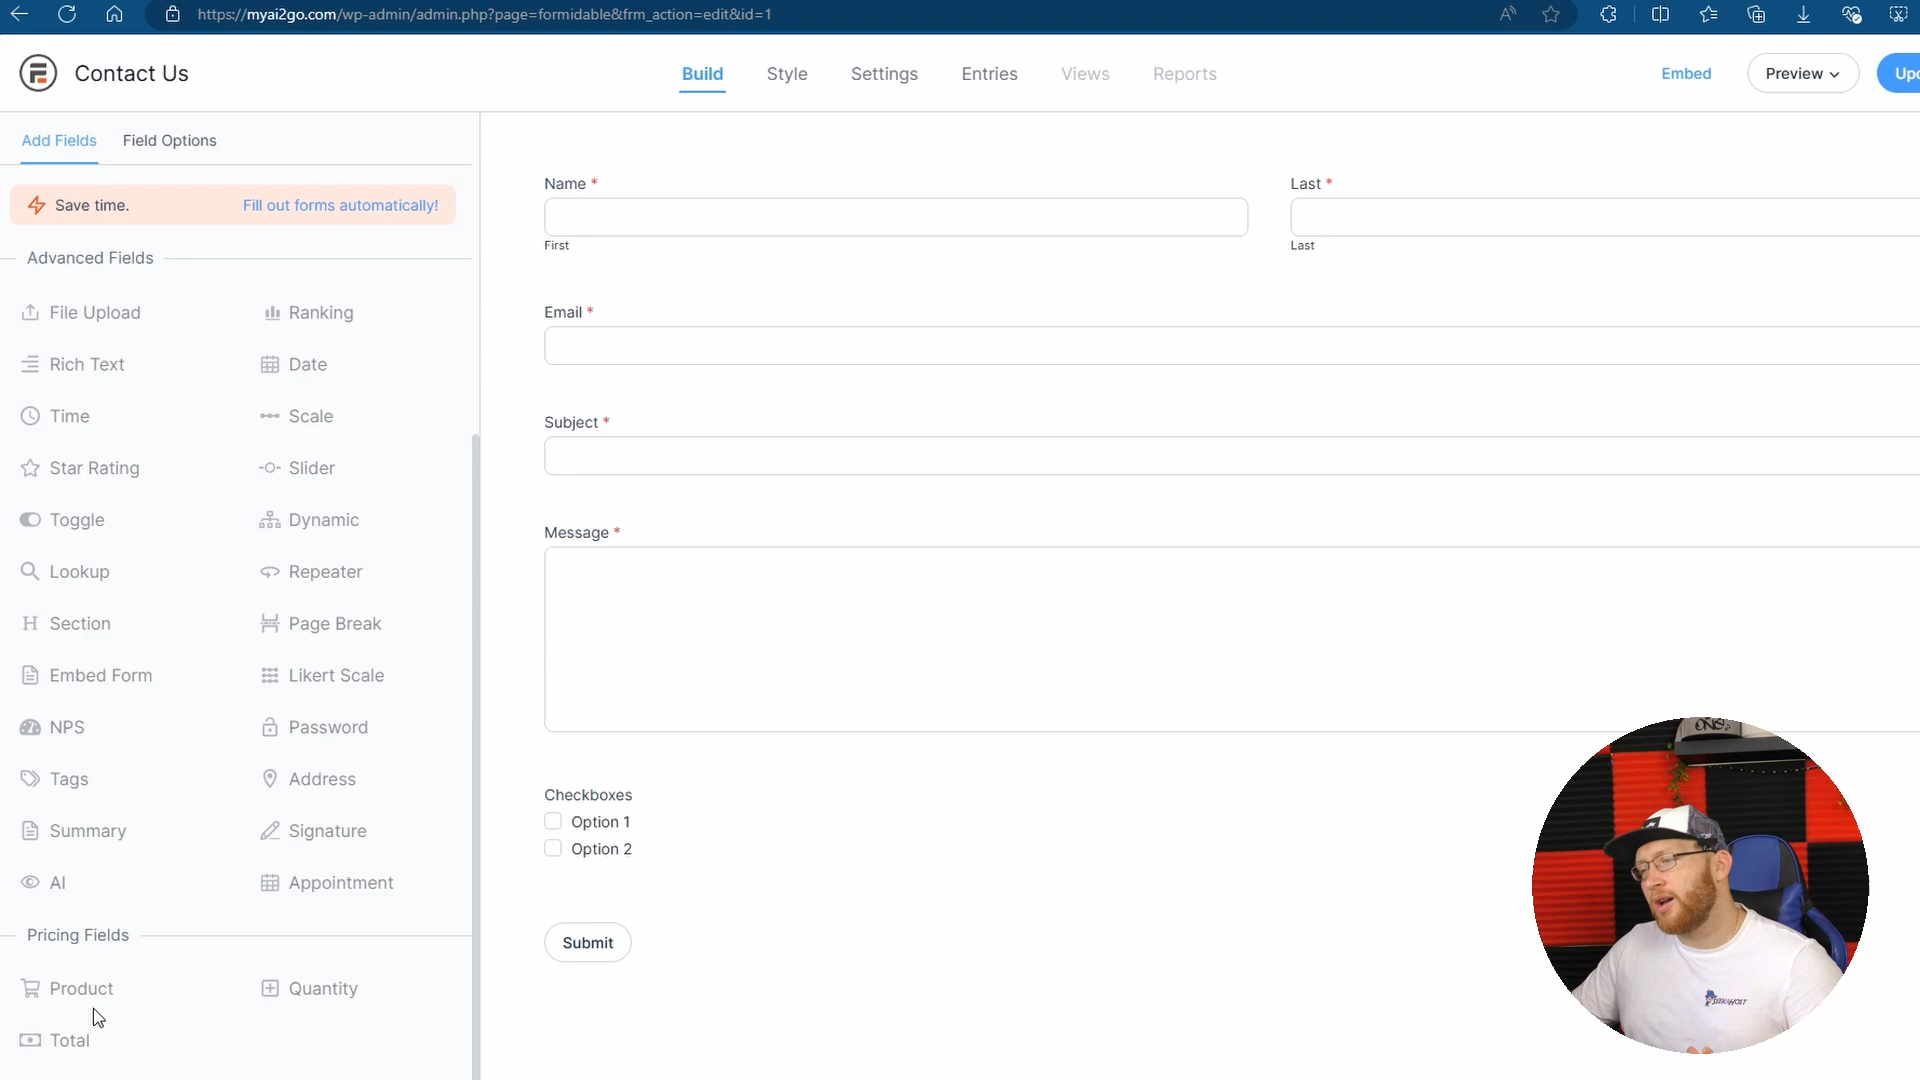 https://myai2go.com/wp-admin/admin.php?page=formidable&frm_action=edit&id=1
Contact Us
Build Style Settings Entries Views Reports
Embed Preview
Add Fields Field Options
Save time. Fill out forms automatically!
Advanced Fields
File Upload Ranking
Rich Text Date
Time Scale
Star Rating Slider
Toggle Dynamic
Lookup Repeater
Section Page Break
Embed Form Likert Scale
NPS Password
Tags Address
Summary Signature
AI Appointment
Pricing Fields
Product Quantity
Total
Name * Last *
First Last
Email *
Subject *
Message *
Checkboxes
Option 1
Option 2
Submit